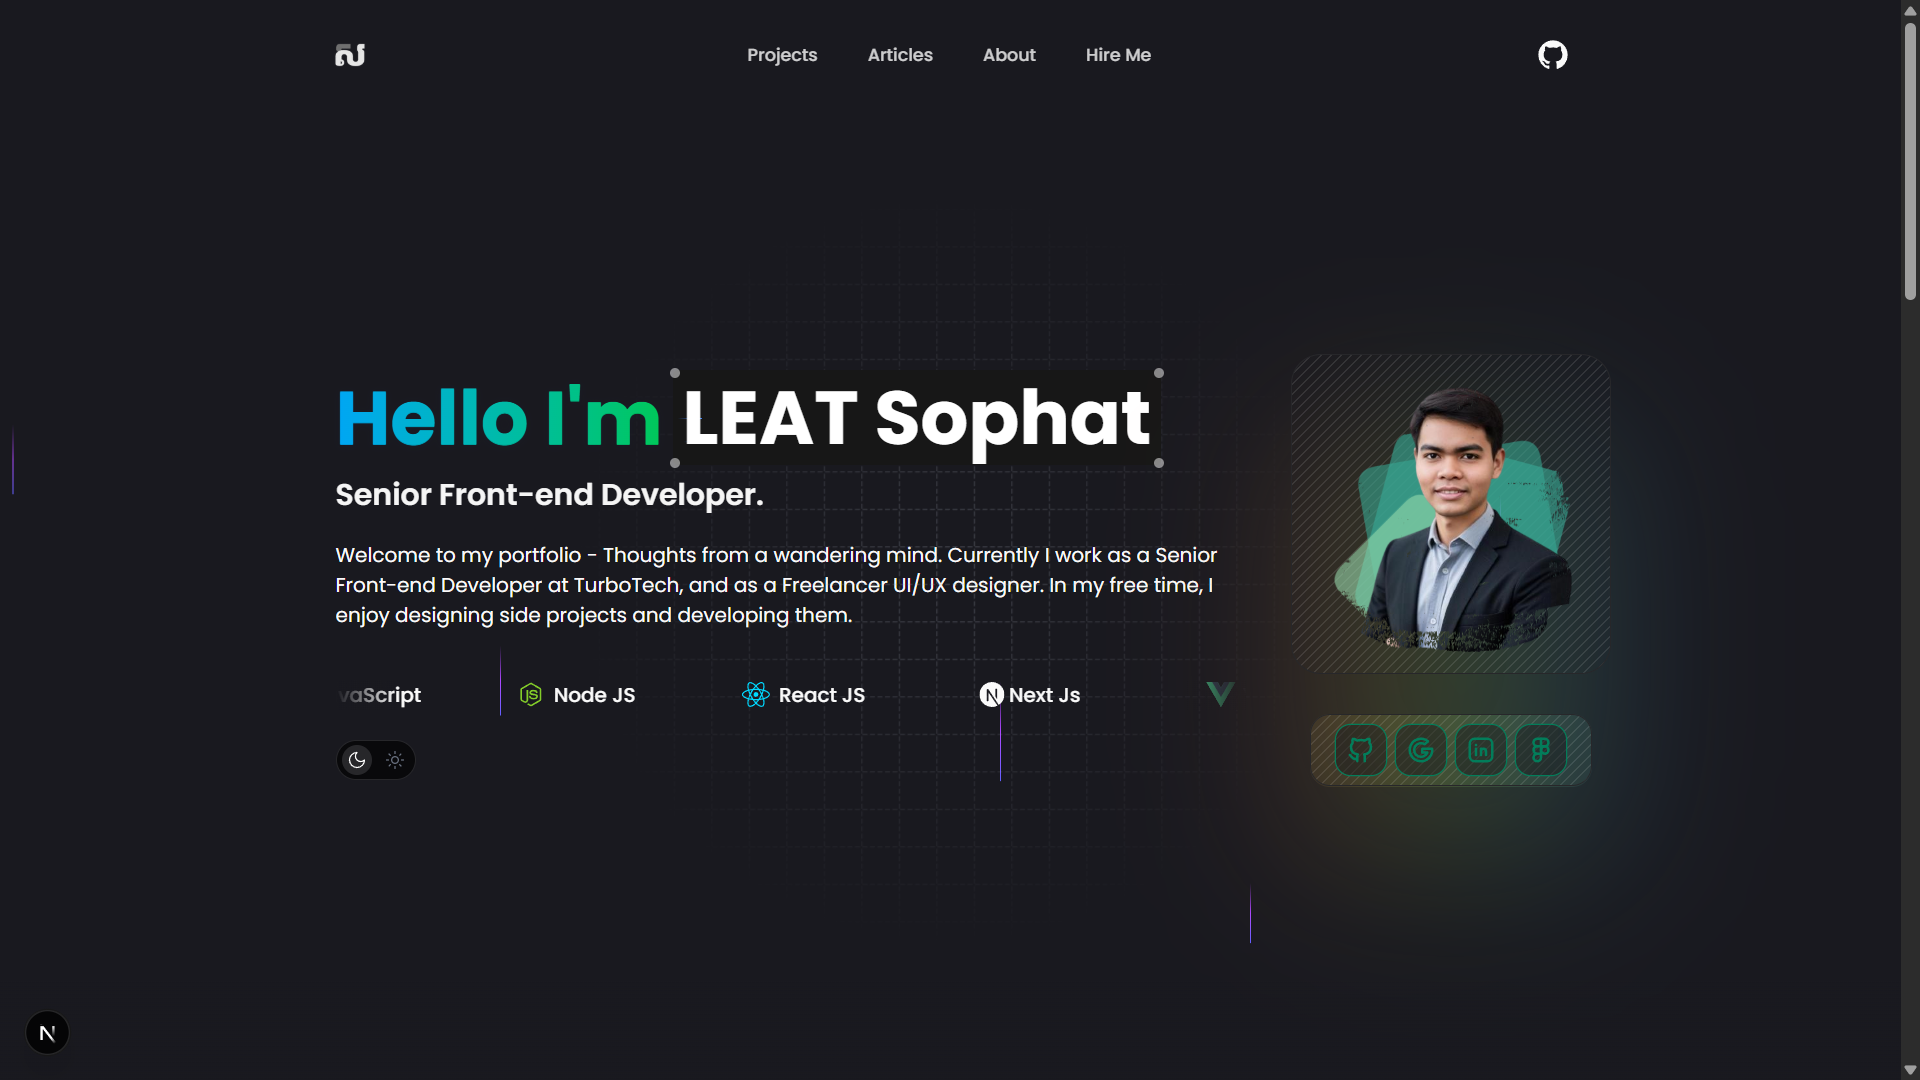 Projects Articles About Hire Me
Hello I'm LEAT Sophat
Senior Front-end Developer.
Welcome to my portfolio - Thoughts from a wandering mind. Currently I work as a Senior
Front-end Developer at TurboTech, and as a Freelancer UI/UX designer. In my free time, I
enjoy designing side projects and developing them.
vaScript Node JS React JS Next Js